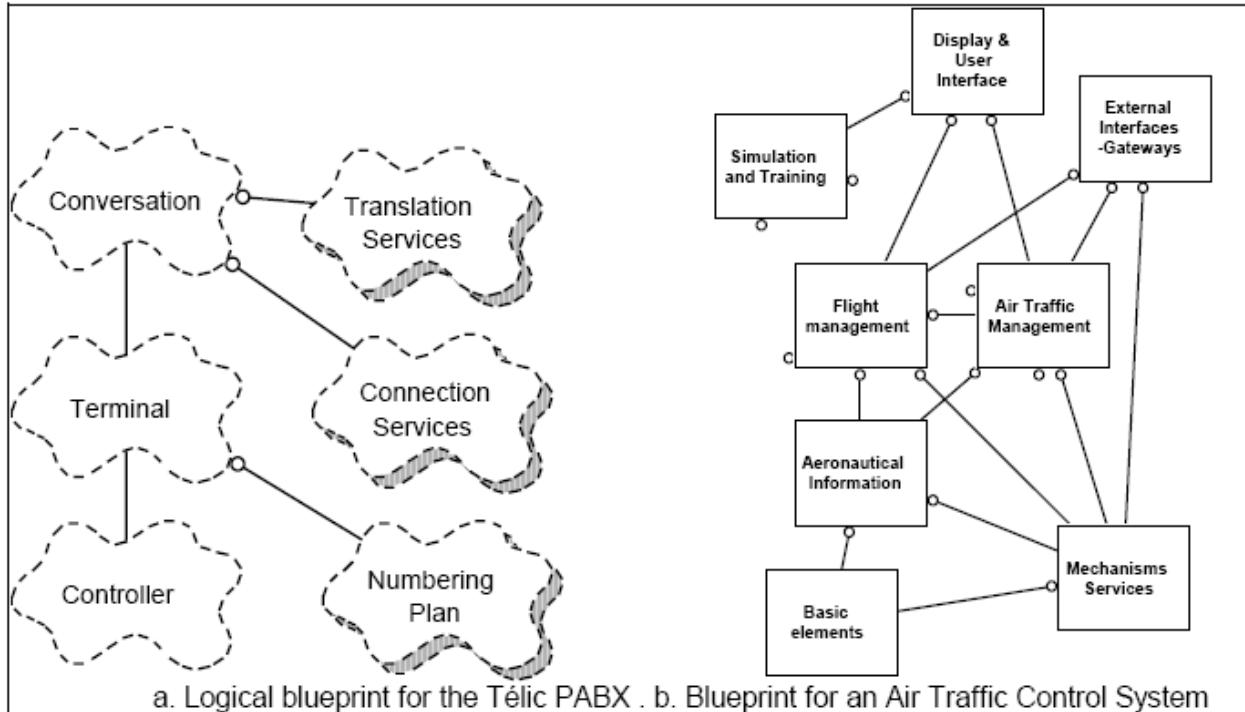 Conversation
Translation
Services
Terminal
Connection
Services
Controller
Numbering
Plan
Display &
User
Interface
External
Interfaces
-Gateways
Simulation
and Training
Flight
management
Air Traffic
Management
Aeronautical
Information
Mechanisms
Services
Basic
elements
a. Logical blueprint for the Télic PABX . b. Blueprint for an Air Traffic Control System